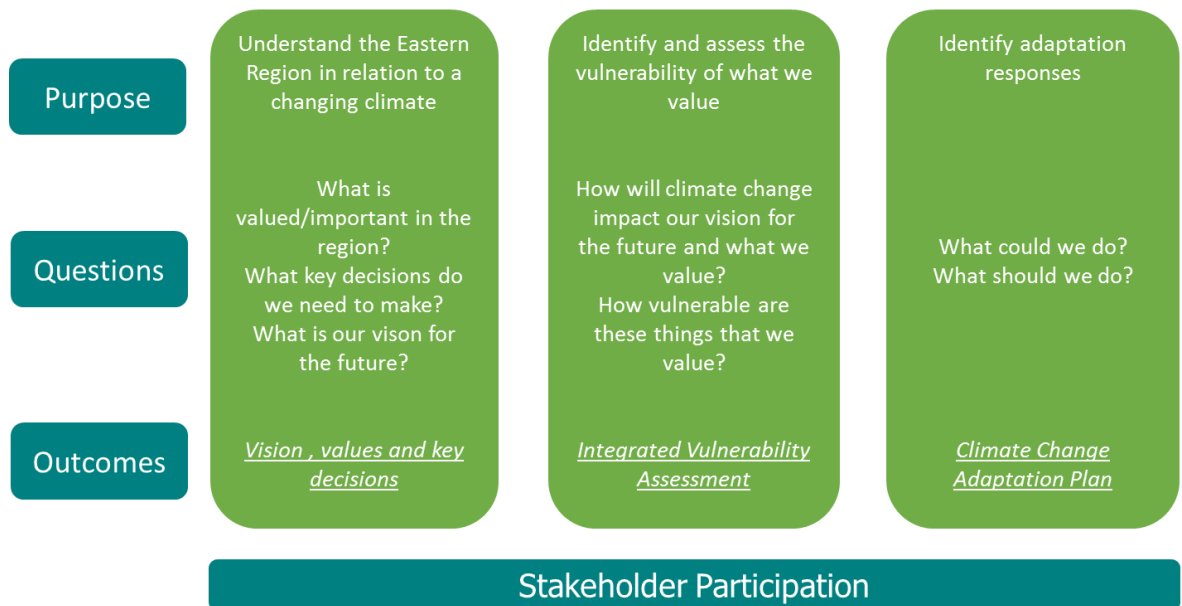 Purpose
Understand the Eastern
Region in relation to a
changing climate
Identify and assess the
vulnerability of what we
value
Identify adaptation
responses
Questions
What is
valued/important in the
region?
What key decisions do
we need to make?
What is our vison for
the future?
How will climate change
impact our vision for
the future and what we
value?
How vulnerable are
these things that we
value?
What could we do?
What should we do?
Outcomes
Vision , values and key
decisions
Integrated Vulnerability
Assessment
Climate Change
Adaptation Plan
Stakeholder Participation